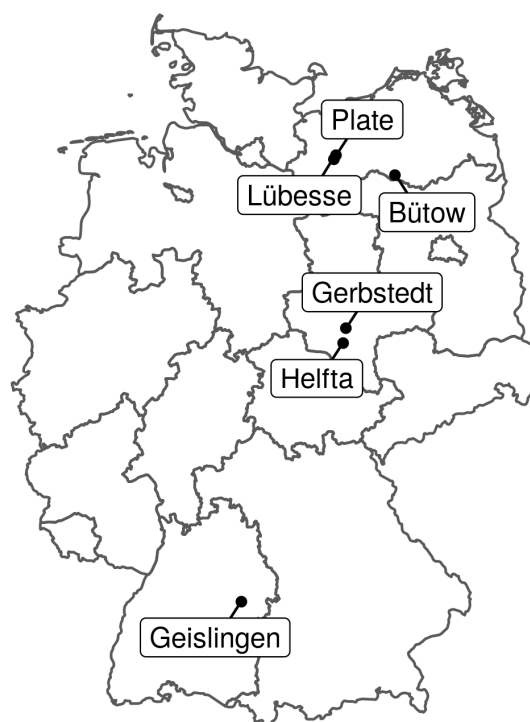 Plate
Lübesse
Bütow
Gerbstedt
Helfta
Geislingen